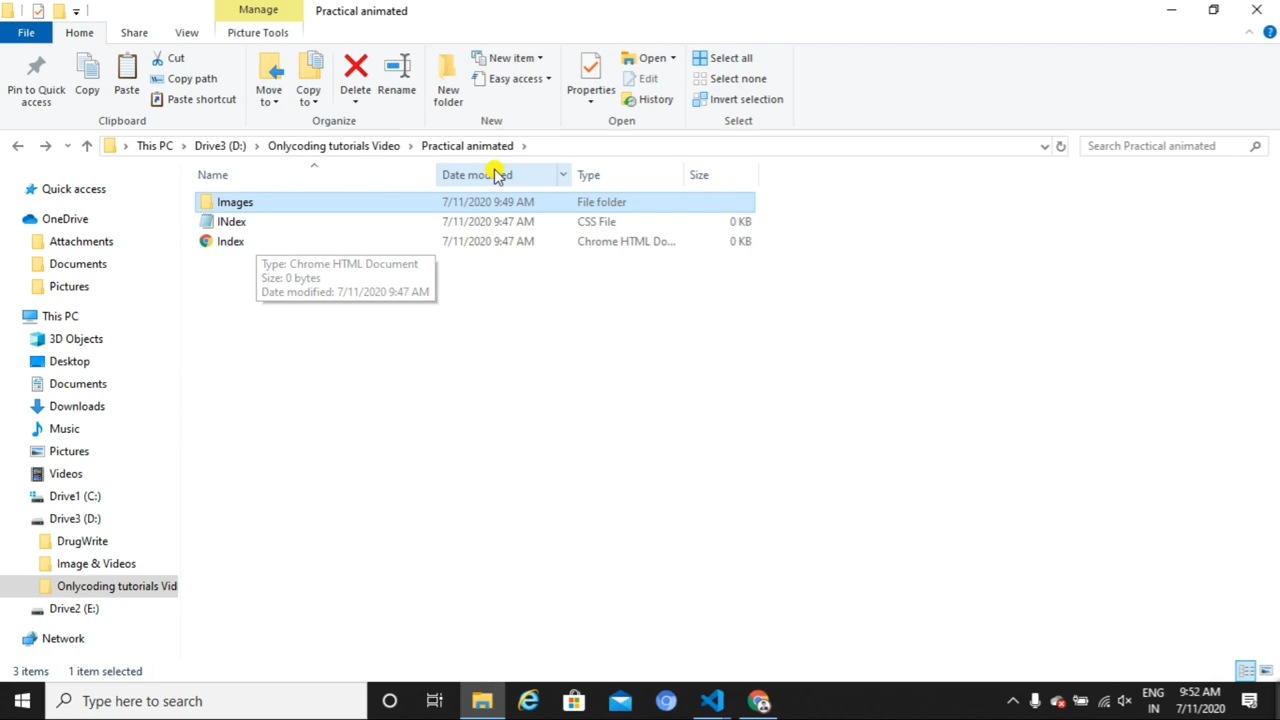 Manage
Practical animated
File
Home
Share
View
Picture Tools
Pin to Quick access
Copy
Paste
Cut
Copy path
Paste shortcut
Clipboard
Move to
Copy to
Delete
Rename
Organize
New folder
New item
Easy access
New
Properties
Open
Edit
History
Open
Select all
Select none
Invert selection
Select
This PC
Drive3 (D:)
Onlycoding tutorials Video
Practical animated
Search Practical animated
Name
Type
Size
Images 7/11/2020 9:49 AM File folder
INdex 7/11/2020 9:47 AM CSS File 0 KB
Index 7/11/2020 9:47 AM Chrome HTML Do... 0 KB
Type: Chrome HTML Document
Size: 0 bytes
Date modified: 7/11/2020 9:47 AM
Quick access
OneDrive
Attachments
Documents
Pictures
This PC
3D Objects
Desktop
Documents
Downloads
Music
Pictures
Videos
Drive1 (C:)
Drive3 (D:)
DrugWrite
Image & Videos
Onlycoding tutorials Vid
Drive2 (E:)
Network
3 items 1 item selected
Type here to search
ENG
IN
9:52 AM
7/11/2020